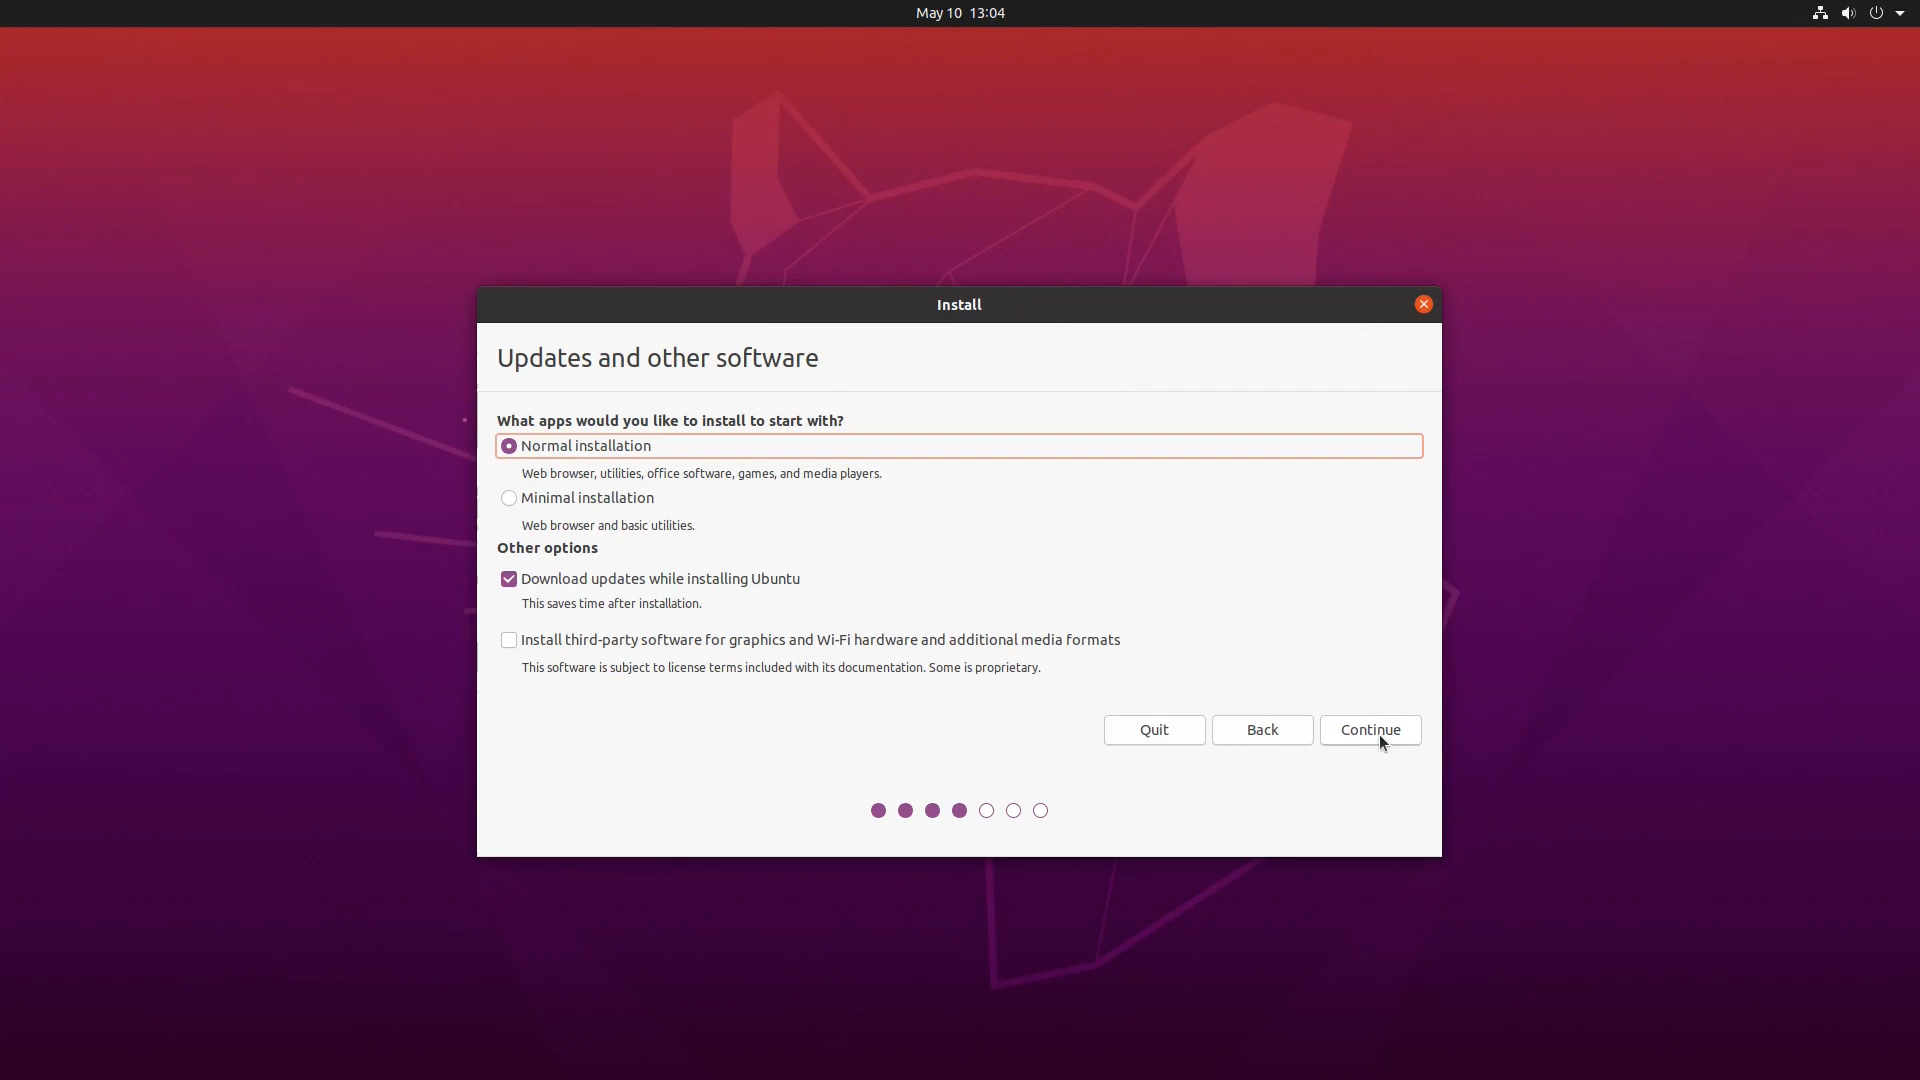 May 10 13:04
Install
Updates and other software
What apps would you like to install to start with?
Normal installation
Web browser, utilities, office software, games, and media players.
Minimal installation
Web browser and basic utilities.
Other options
Download updates while installing Ubuntu
This saves time after installation.
Install third-party software for graphics and Wi-Fi hardware and additional media formats
This software is subject to license terms included with its documentation. Some is proprietary.
Quit Back Continue